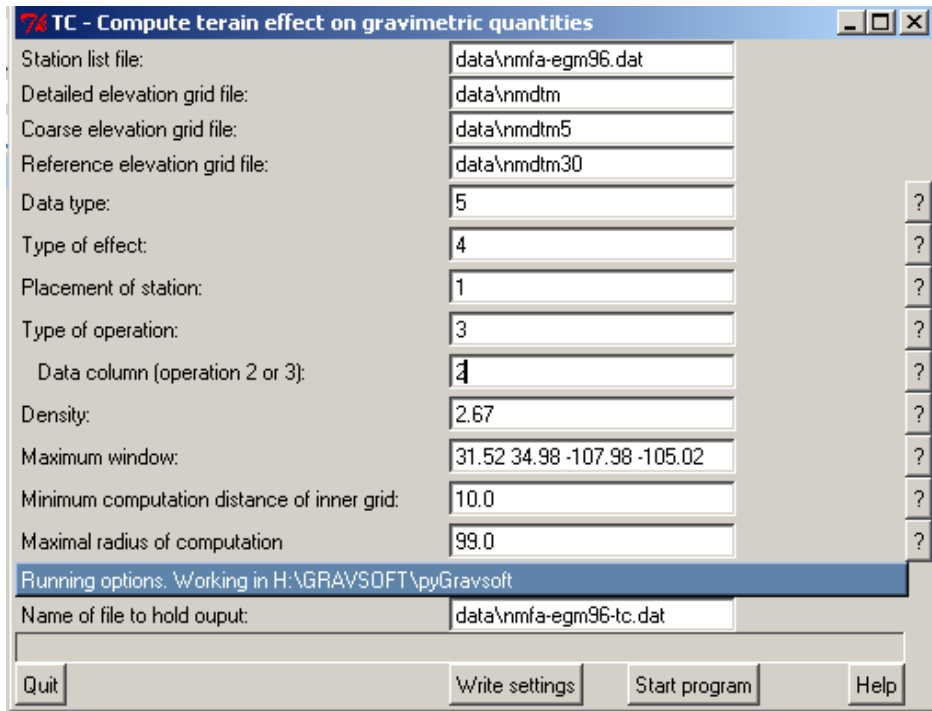 TC - Compute terain effect on gravimetric quantities
Station list file: data\nmfa-egm96.dat
Detailed elevation grid file: data\nmdtm
Coarse elevation grid file: data\nmdtm5
Reference elevation grid file: data\nmdtm30
Data type: 5 ?
Type of effect: 4 ?
Placement of station: 1 ?
Type of operation: 3 ?
Data column (operation 2 or 3): 2 ?
Density: 2.67 ?
Maximum window: 31.52 34.98 -107.98 -105.02 ?
Minimum computation distance of inner grid: 10.0 ?
Maximal radius of computation 99.0 ?
Running options. Working in H:\GRAVSOFT\pyGravsoft
Name of file to hold ouput: data\nmfa-egm96-tc.dat
Quit Write settings Start program Help